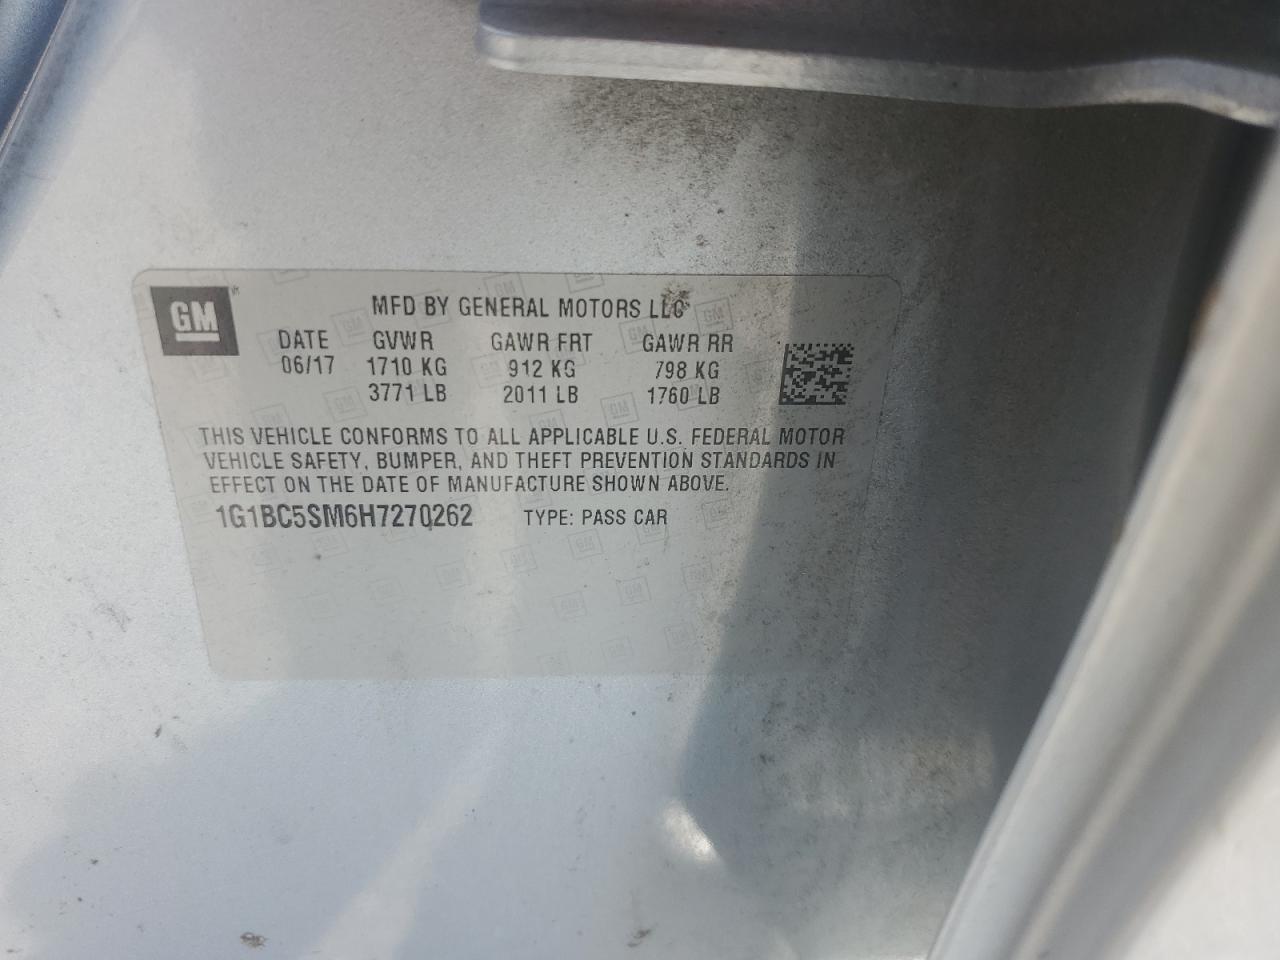 GM
MFD BY GENERAL MOTORS LLC
DATE GVWR GAWR FRT GAWR RR
06/17 1710 KG 912 KG 798 KG
3771 LB 2011 LB 1760 LB
THIS VEHICLE CONFORMS TO ALL APPLICABLE U.S. FEDERAL MOTOR
VEHICLE SAFETY, BUMPER, AND THEFT PREVENTION STANDARDS IN
EFFECT ON THE DATE OF MANUFACTURE SHOWN ABOVE.
1G1BC5SM6H7270262 TYPE: PASS CAR